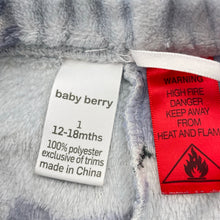 baby berry
1
12-18mths
100% polyester
exclusive of trims
made in China
WARNING
HIGH FIRE
DANGER
KEEP AWAY
FROM
HEAT AND FLAM